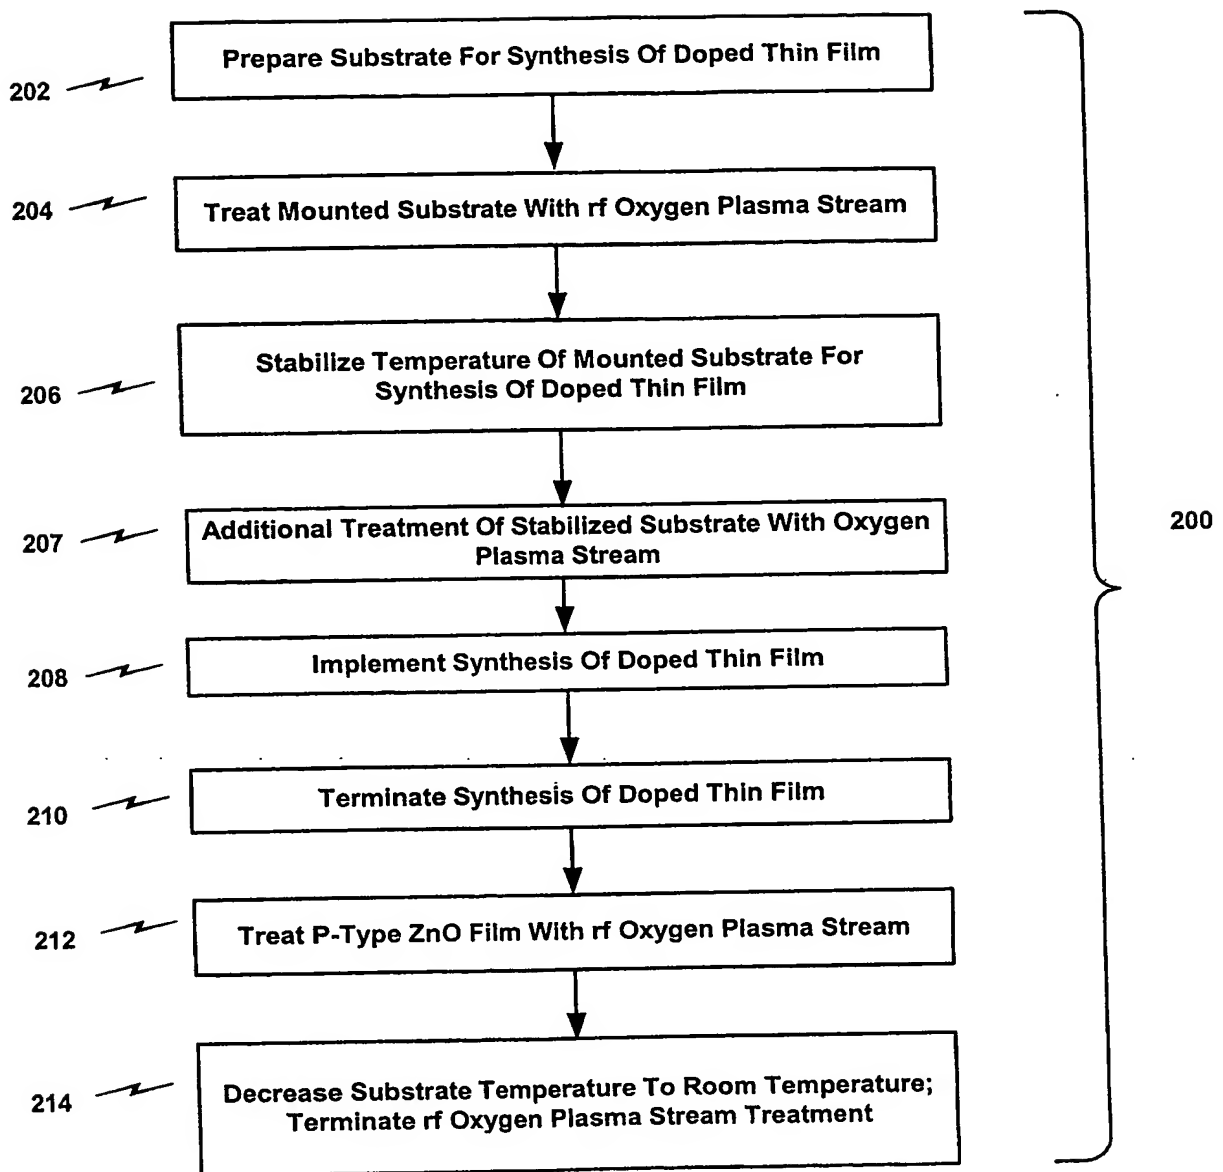 Prepare Substrate For Synthesis Of Doped Thin Film
202
Treat Mounted Substrate With rf Oxygen Plasma Stream
204
Stabilize Temperature Of Mounted Substrate For
Synthesis Of Doped Thin Film
206
Additional Treatment Of Stabilized Substrate With Oxygen
Plasma Stream
207
200
Implement Synthesis Of Doped Thin Film
208
Terminate Synthesis Of Doped Thin Film
210
Treat P-Type ZnO Film With rf Oxygen Plasma Stream
212
Decrease Substrate Temperature To Room Temperature;
Terminate rf Oxygen Plasma Stream Treatment
214